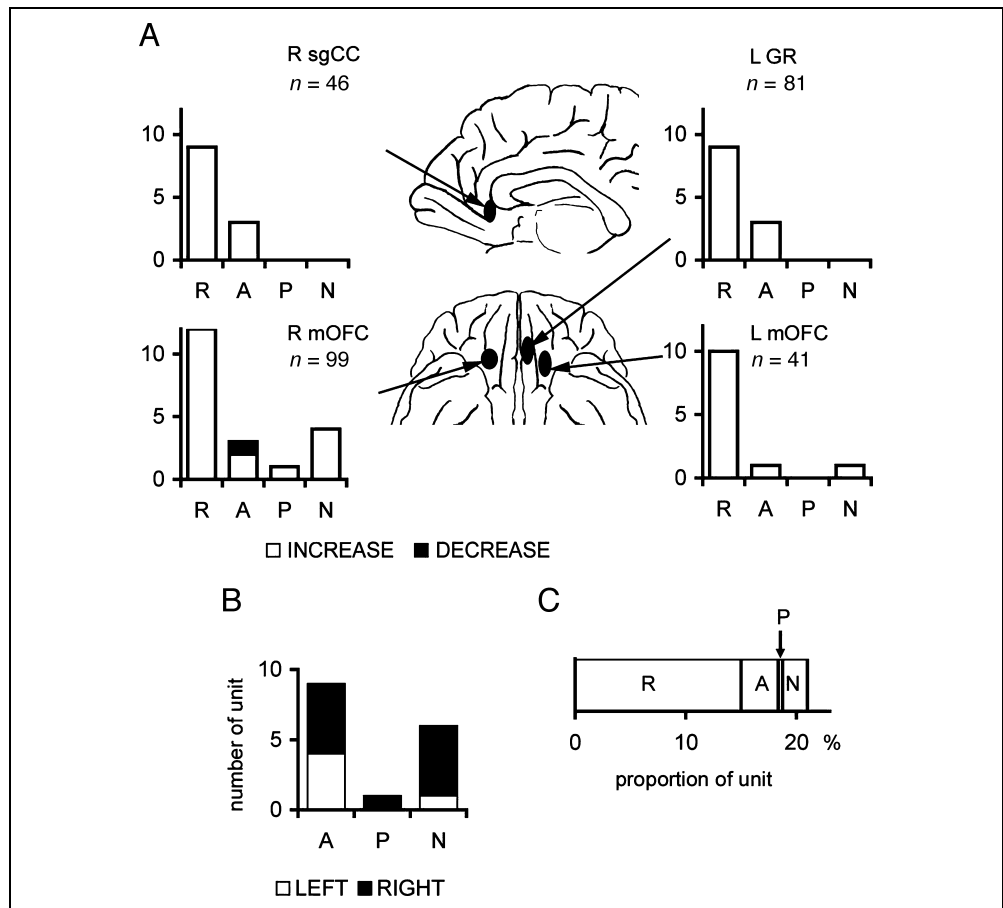 A
R sgCC
n = 46
10
5
0
R A P N
L GR
n = 81
10
5
0
R A P N
R mOFC
n = 99
10
5
0
R A P N
L mOFC
n = 41
10
5
0
R A P N
INCREASE DECREASE
B
number of unit
10
5
0
A P N
LEFT RIGHT
C
P
R A N
0 10 20 %
proportion of unit